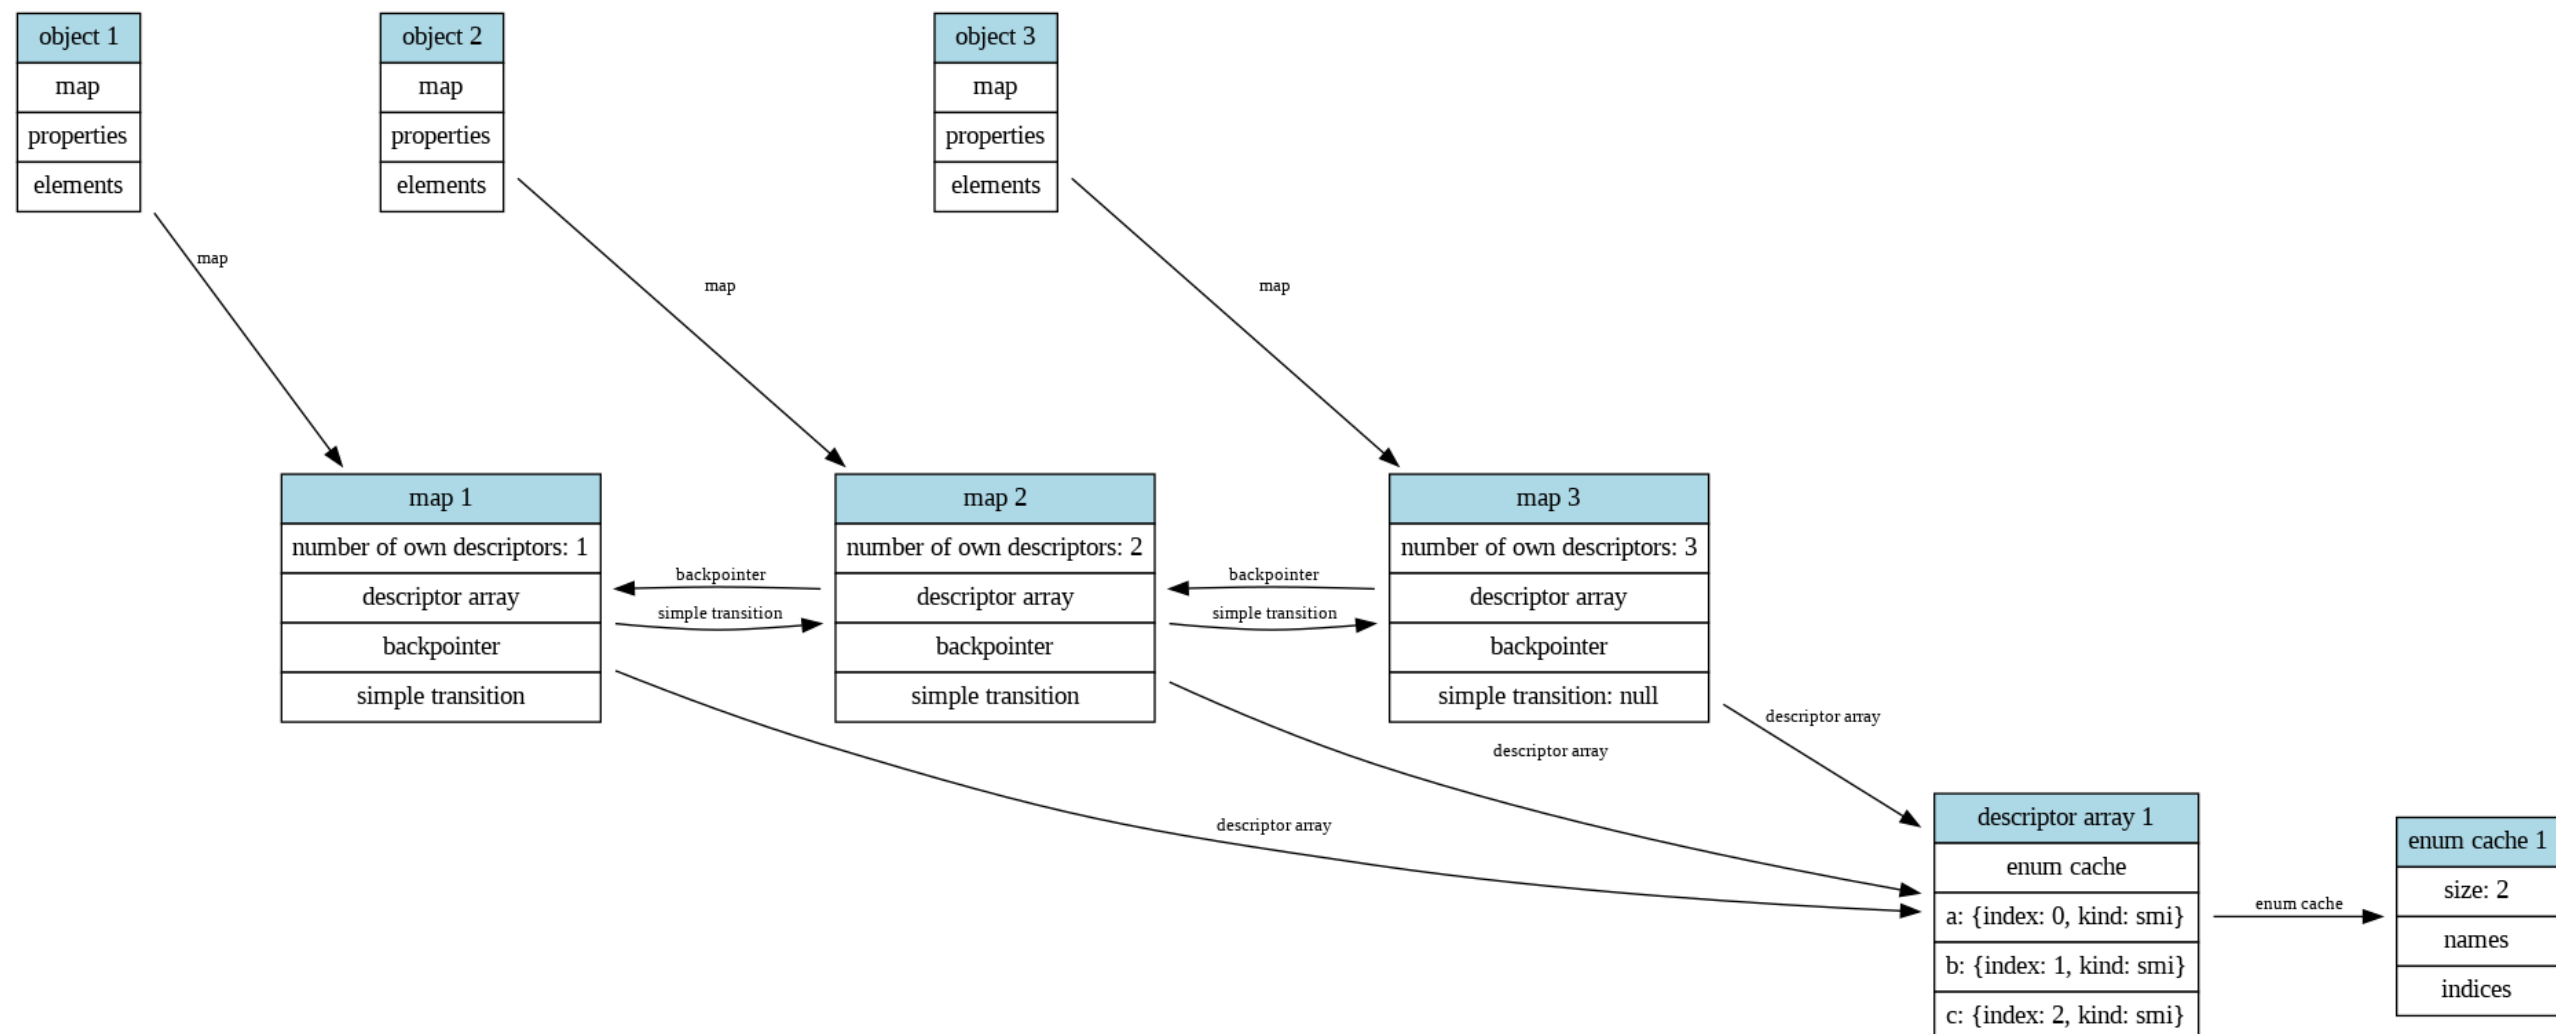 object 1
map
properties
elements
object 2
map
properties
elements
object 3
map
properties
elements
map
map
map
map 1
number of own descriptors: 1
descriptor array
backpointer
simple transition
backpointer
simple transition
map 2
number of own descriptors: 2
descriptor array
backpointer
simple transition
backpointer
simple transition
map 3
number of own descriptors: 3
descriptor array
backpointer
simple transition: null
descriptor array
descriptor array
descriptor array
descriptor array 1
enum cache
a: {index: 0, kind: smi}
b: {index: 1, kind: smi}
c: {index: 2, kind: smi}
enum cache
enum cache 1
size: 2
names
indices